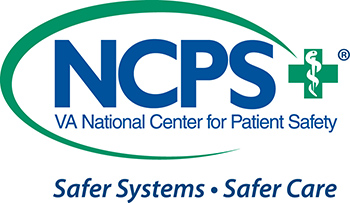 NCPS ®
VA National Center for Patient Safety
Safer Systems • Safer Care